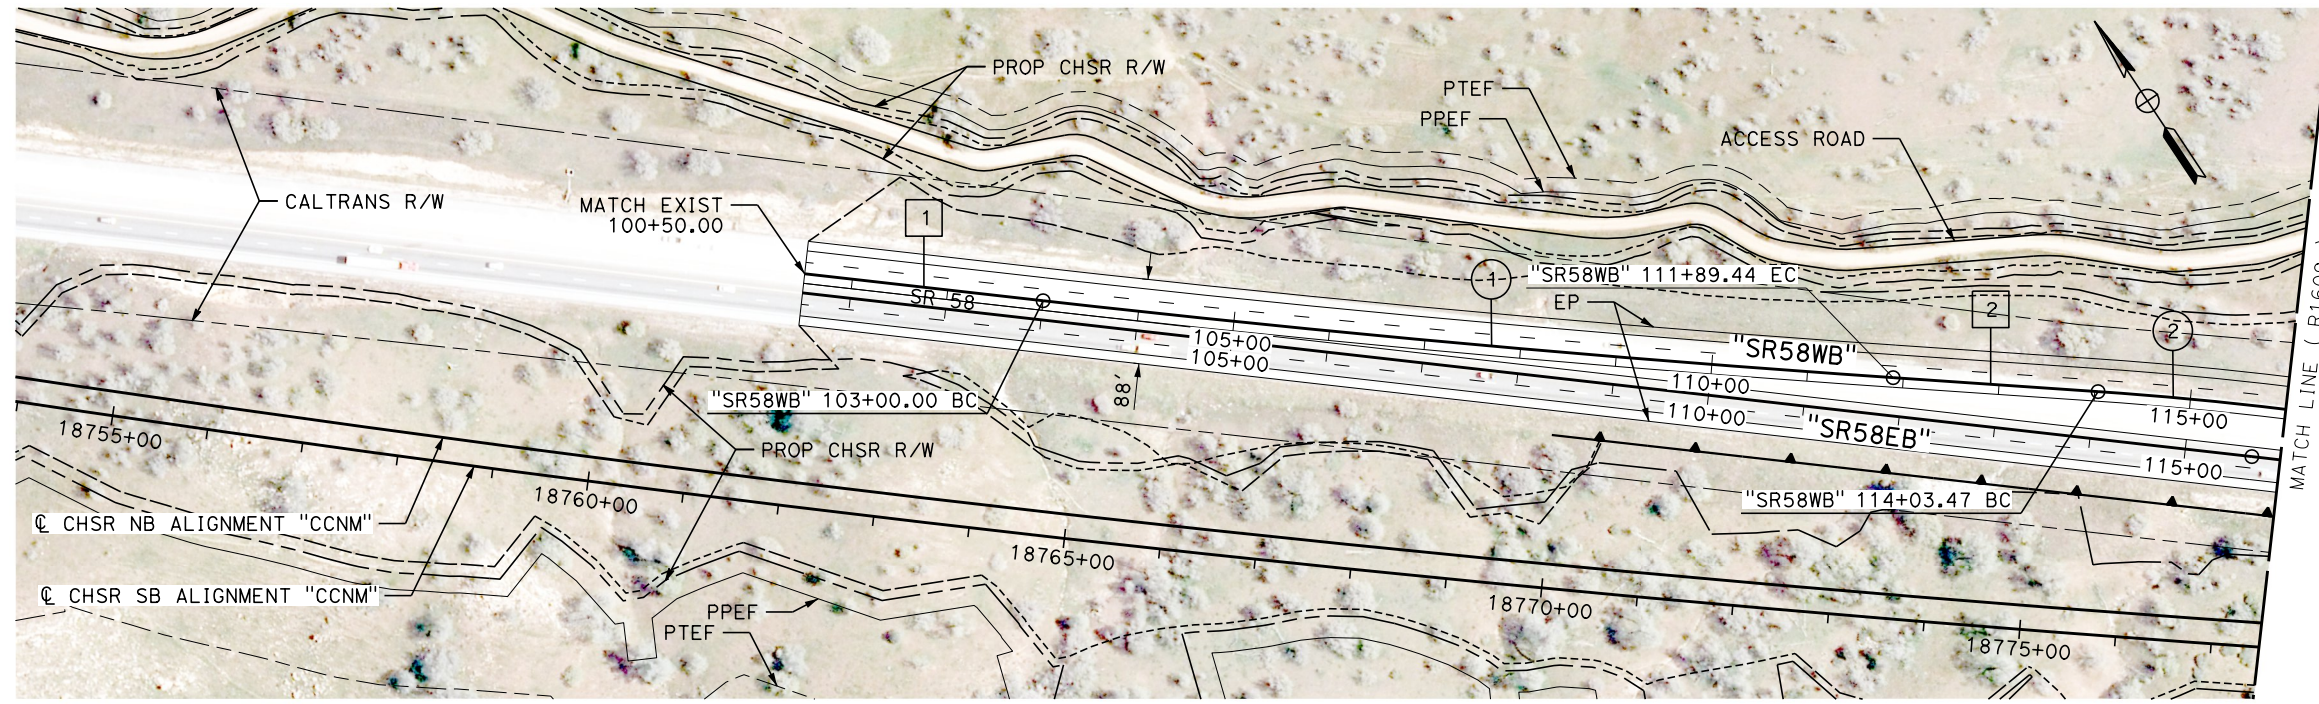 PROP CHSR R/W
PTEF
PPEF
ACCESS ROAD
CALTRANS R/W
MATCH EXIST
100+50.00
1
1
"SR58WB" 111+89.44 EC
EP
2
2
SR 58
105+00
105+00
"SR58WB"
110+00
110+00
"SR58EB"
115+00
115+00
88'
"SR58WB" 103+00.00 BC
PROP CHSR R/W
"SR58WB" 114+03.47 BC
18755+00
18760+00
18765+00
18770+00
18775+00
℄ CHSR NB ALIGNMENT "CCNM"
℄ CHSR SB ALIGNMENT "CCNM"
PPEF
PTEF
MATCH LINE (